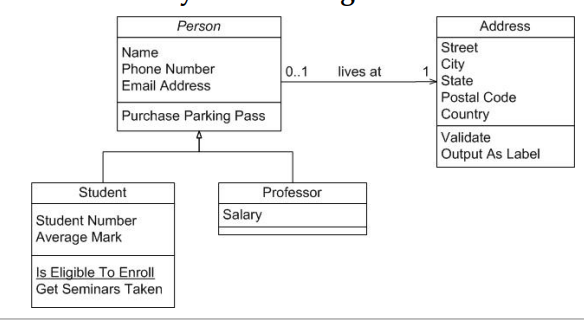 Person
Name
Phone Number
Email Address
Purchase Parking Pass
0..1 lives at 1
Address
Street
City
State
Postal Code
Country
Validate
Output As Label
Student
Student Number
Average Mark
Is Eligible To Enroll
Get Seminars Taken
Professor
Salary